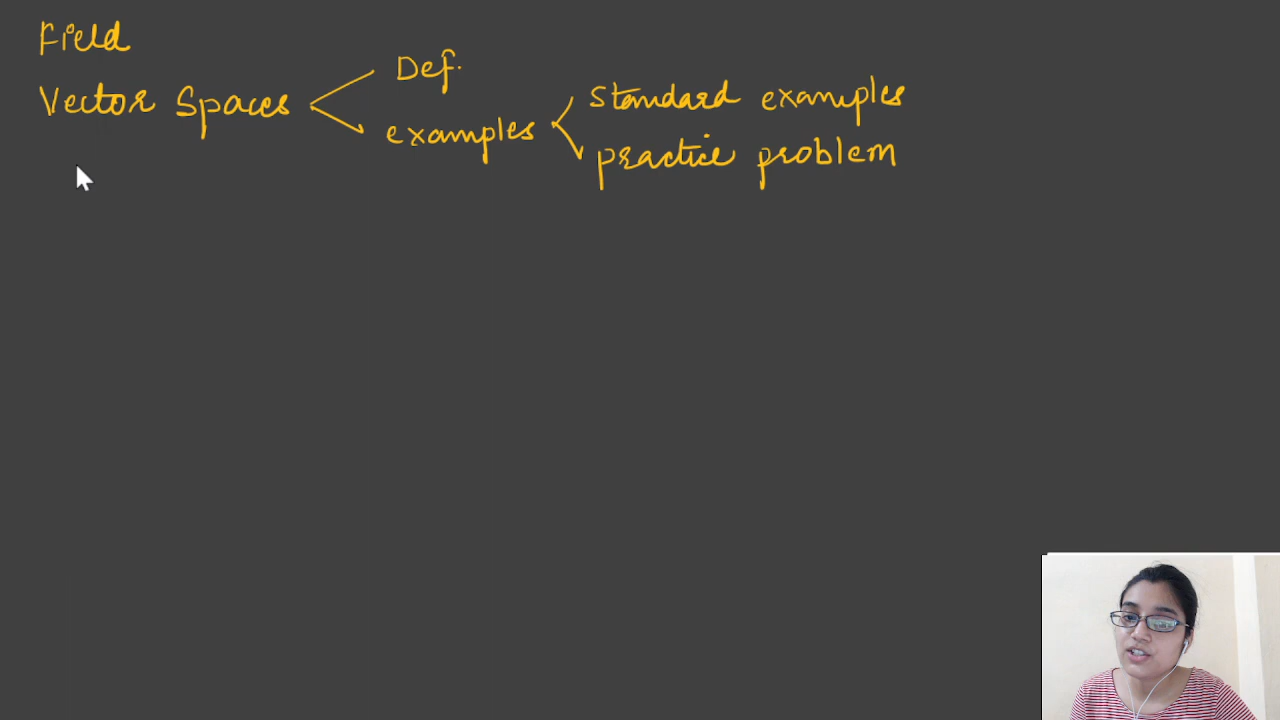 Field
Vector Spaces
Def.
examples
Standard examples
practice problem